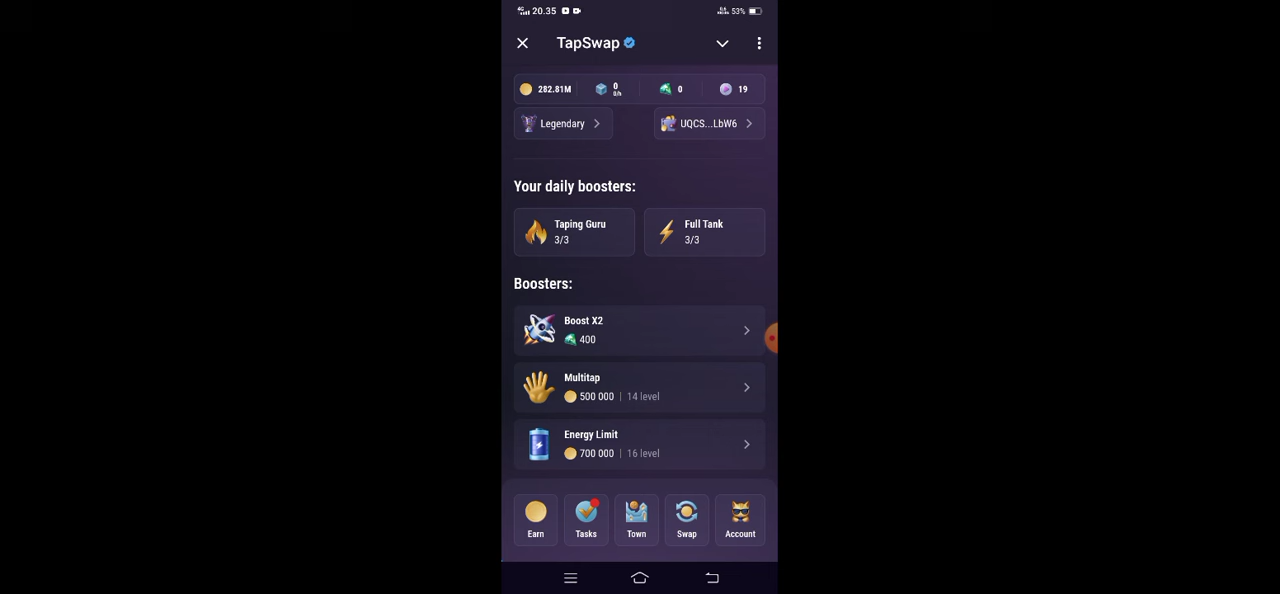 4G 20.35 53%
TapSwap
282.81M 0 0/h 0 19
Legendary UQCS...LbW6
Your daily boosters:
Taping Guru
3/3
Full Tank
3/3
Boosters:
Boost X2
400
Multitap
500 000 | 14 level
Energy Limit
700 000 | 16 level
Earn Tasks Town Swap Account